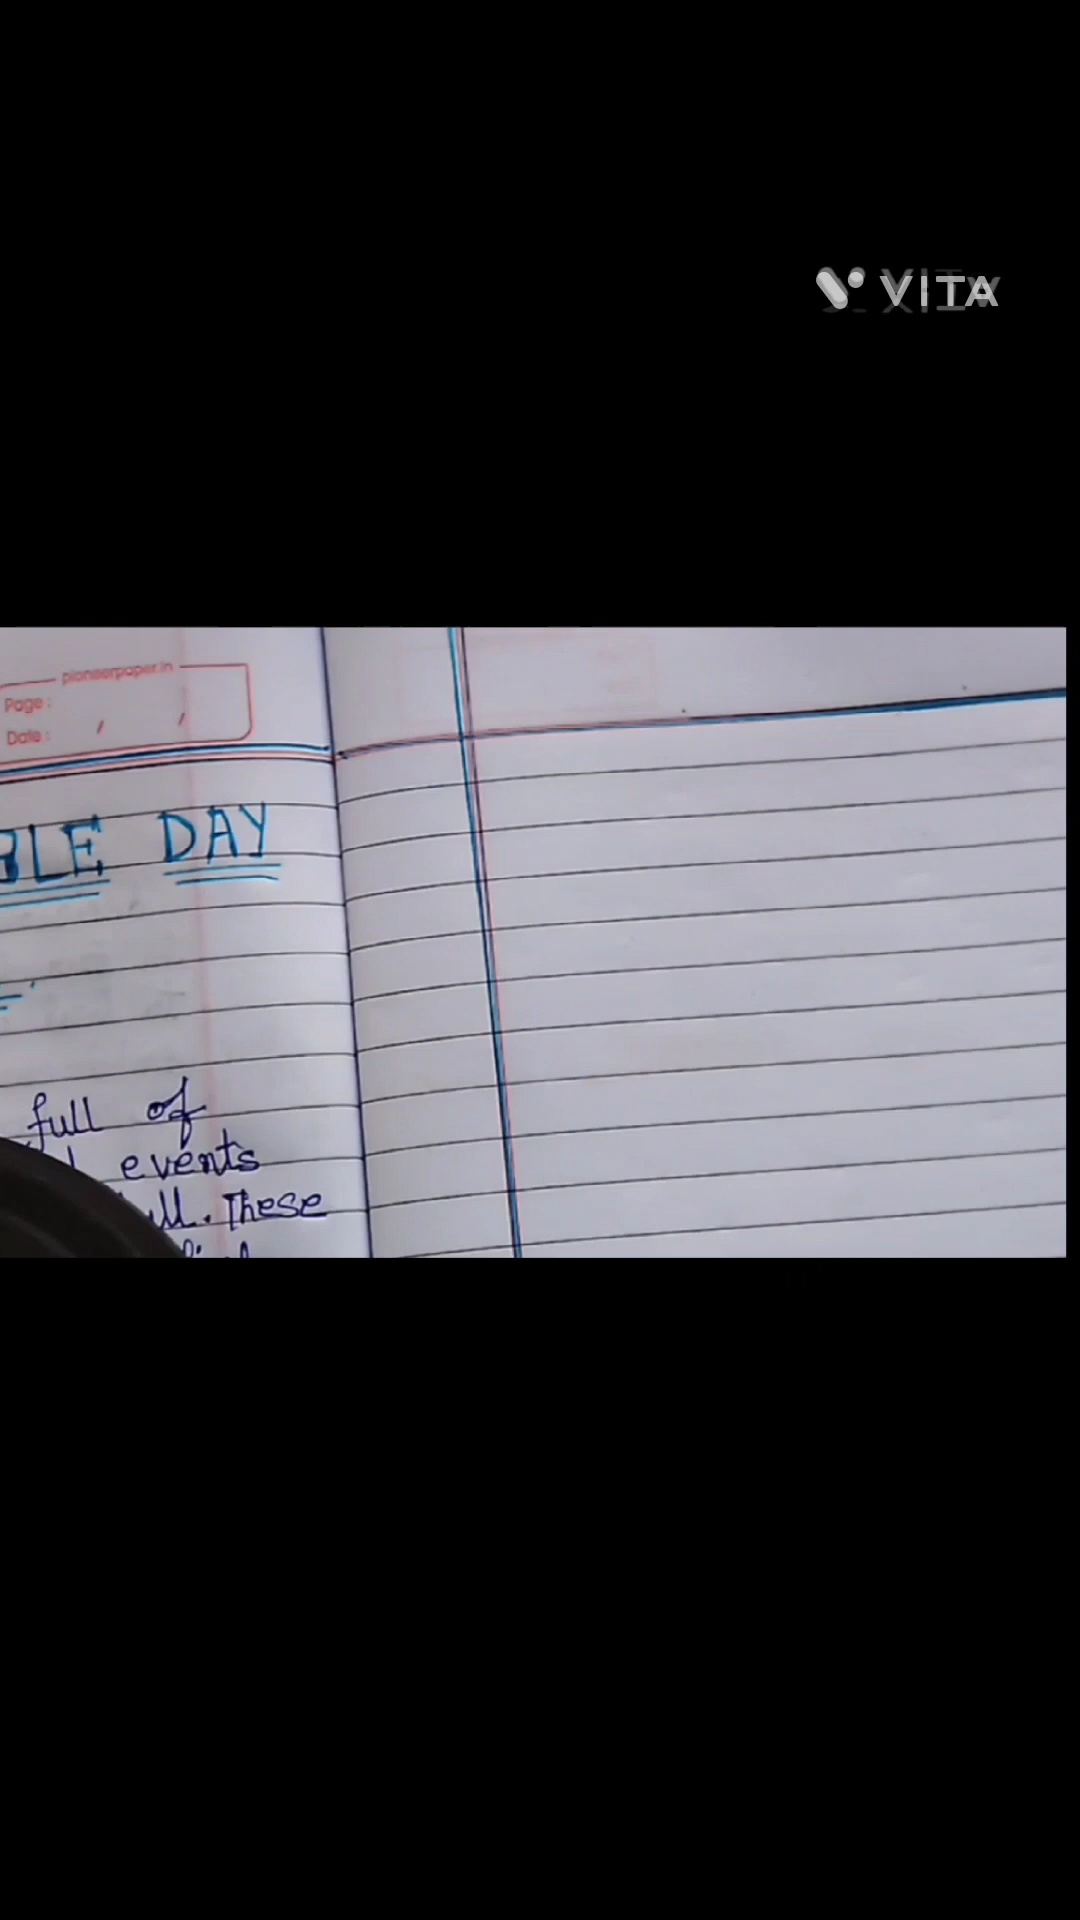 VITA
pioneerpaper.in
Page:
Date:
BLE DAY
full of
events
These